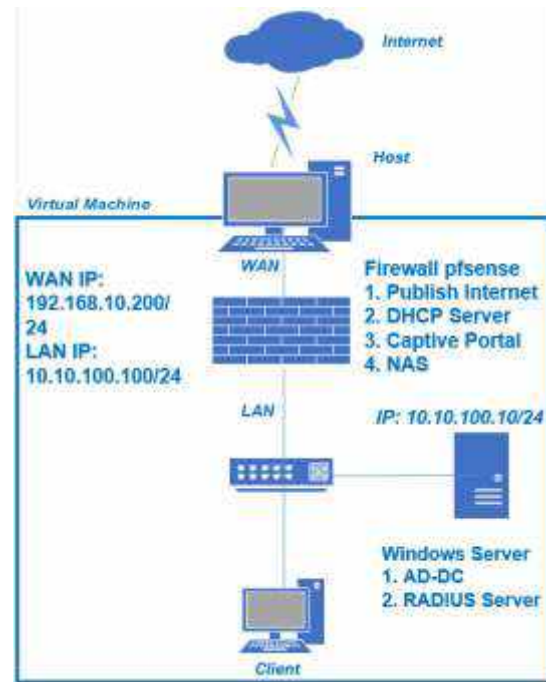 Internet
Host
Virtual Machine
WAN
WAN IP:
192.168.10.200/
24
LAN IP:
10.10.100.100/24
Firewall pfsense
1. Publish Internet
2. DHCP Server
3. Captive Portal
4. NAS
LAN
IP: 10.10.100.10/24
Windows Server
1. AD-DC
2. RADIUS Server
Client